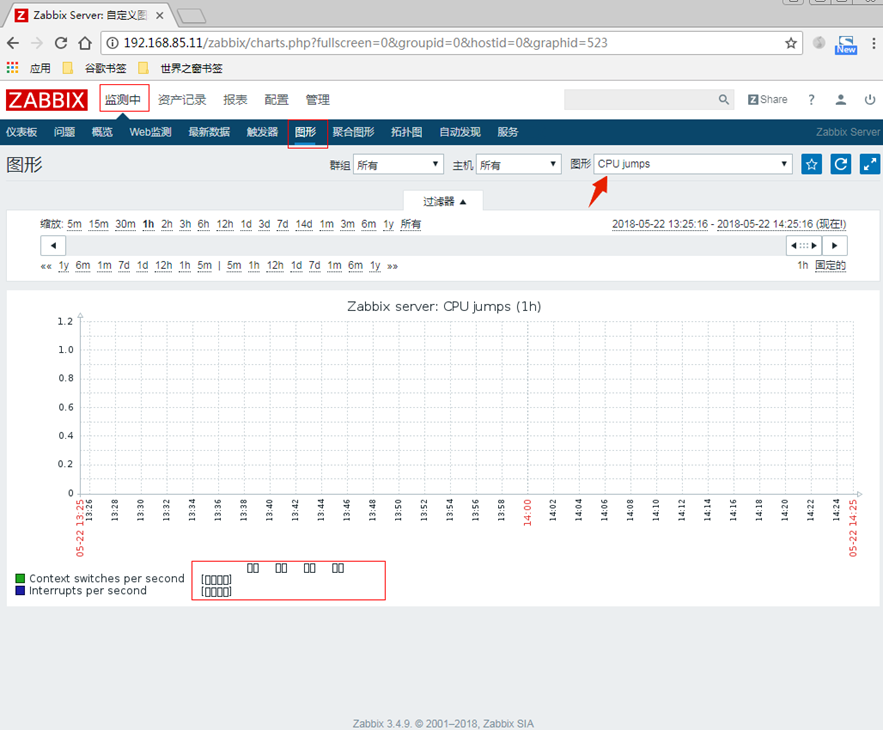 Zabbix Server: 自定义图
192.168.85.11/zabbix/charts.php?fullscreen=0&groupid=0&hostid=0&graphid=523
New
应用 谷歌书签 世界之窗书签
ZABBIX 监测中 资产记录 报表 配置 管理 Z Share ?
仪表板 问题 概览 Web监测 最新数据 触发器 图形 聚合图形 拓扑图 自动发现 服务 Zabbix Server
图形 群组 所有 主机 所有 图形 CPU jumps
过滤器
缩放: 5m 15m 30m 1h 2h 3h 6h 12h 1d 3d 7d 14d 1m 3m 6m 1y 所有 2018-05-22 13:25:16 - 2018-05-22 14:25:16 (现在!)
«« 1y 6m 1m 7d 1d 12h 1h 5m | 5m 1h 12h 1d 7d 1m 6m 1y »» 1h 固定的
Zabbix server: CPU jumps (1h)
1.2
1.0
0.8
0.6
0.4
0.2
0
05-22 13:25 13:26 13:28 13:30 13:32 13:34 13:36 13:38 13:40 13:42 13:44 13:46 13:48 13:50 13:52 13:54 13:56 13:58 14:00 14:02 14:04 14:06 14:08 14:10 14:12 14:14 14:16 14:18 14:20 14:22 14:24 05-22 14:25
Context switches per second
Interrupts per second
Zabbix 3.4.9. © 2001–2018, Zabbix SIA